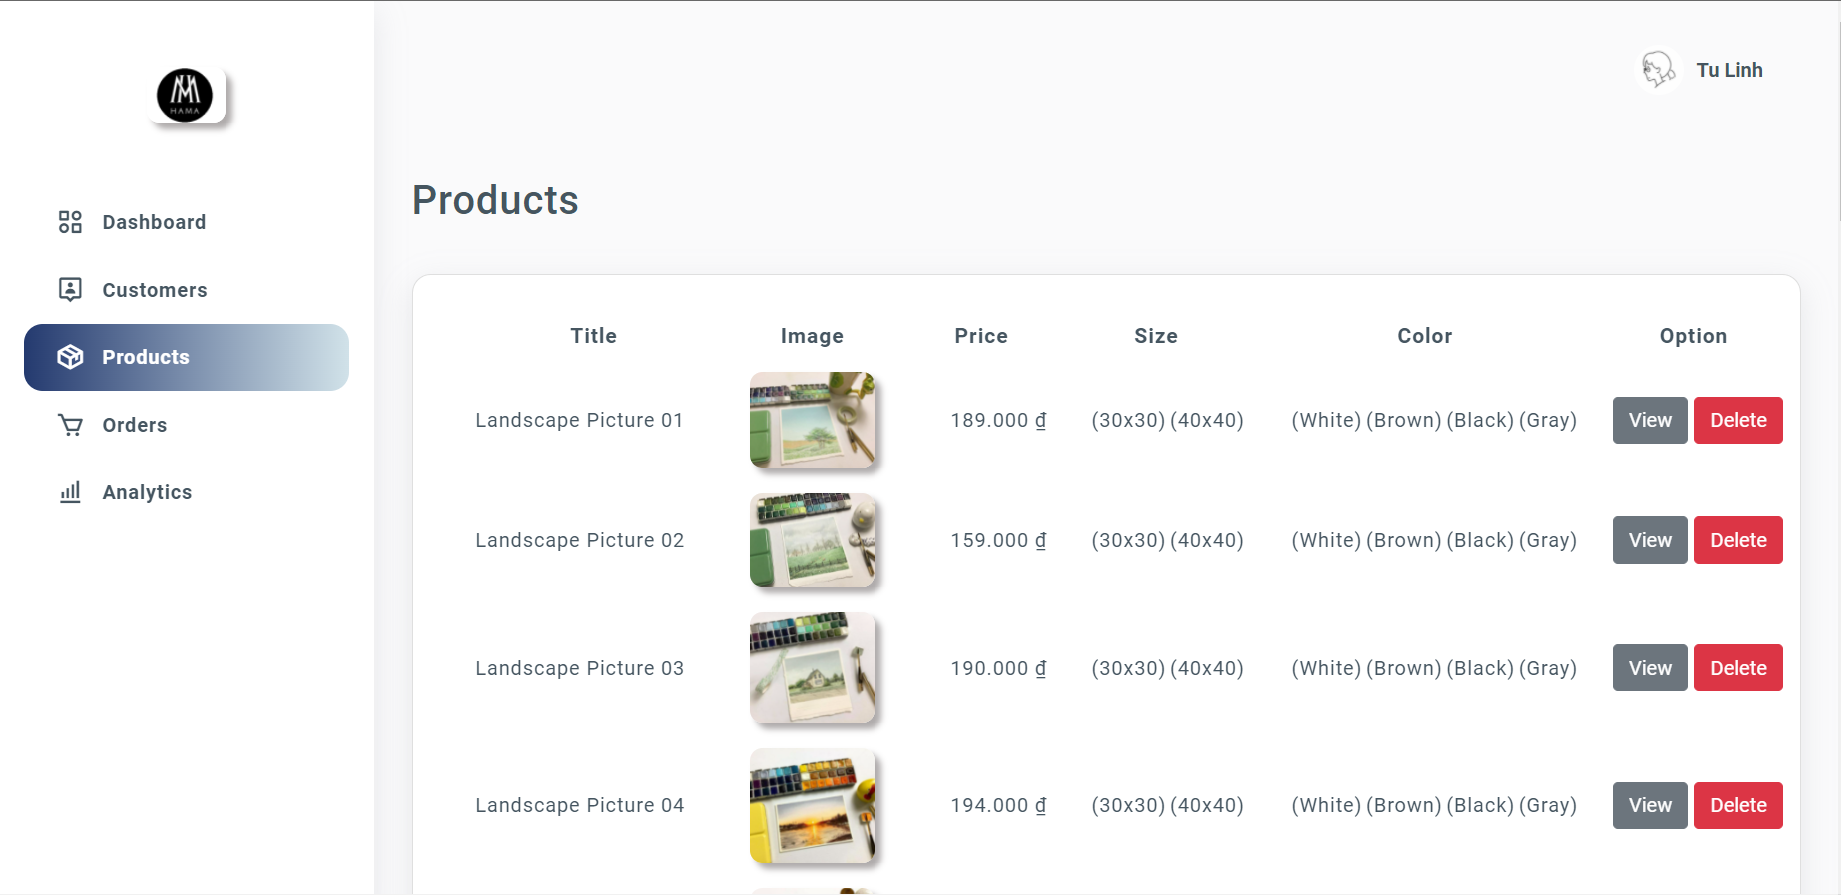 HAMA
Tu Linh
Dashboard
Customers
Products
Orders
Analytics
Products
Title Image Price Size Color Option
Landscape Picture 01 189.000 ₫ (30x30) (40x40) (White) (Brown) (Black) (Gray) View Delete
Landscape Picture 02 159.000 ₫ (30x30) (40x40) (White) (Brown) (Black) (Gray) View Delete
Landscape Picture 03 190.000 ₫ (30x30) (40x40) (White) (Brown) (Black) (Gray) View Delete
Landscape Picture 04 194.000 ₫ (30x30) (40x40) (White) (Brown) (Black) (Gray) View Delete